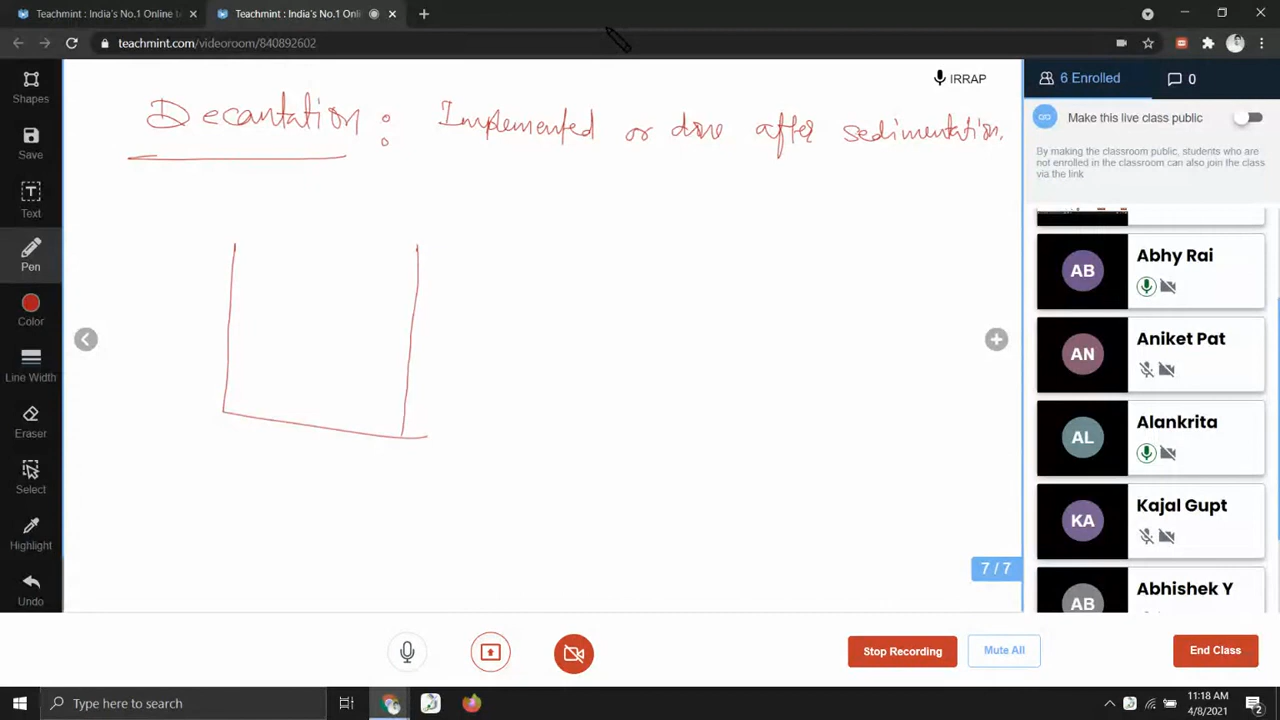 Teachmint : India's No.1 Online t
Teachmint : India's No.1 Onli
teachmint.com/videoroom/840892602
Shapes
Save
Text
Pen
Color
Line Width
Eraser
Select
Highlight
Undo
IRRAP
Decantation : Implemented or done after sedimentation.
7 / 7
6 Enrolled
0
Make this live class public
By making the classroom public, students who are
not enrolled in the classroom can also join the class
via the link
AB
Abhy Rai
AN
Aniket Pat
AL
Alankrita
KA
Kajal Gupt
AB
Abhishek Y
Stop Recording
Mute All
End Class
Type here to search
11:18 AM
4/8/2021
2